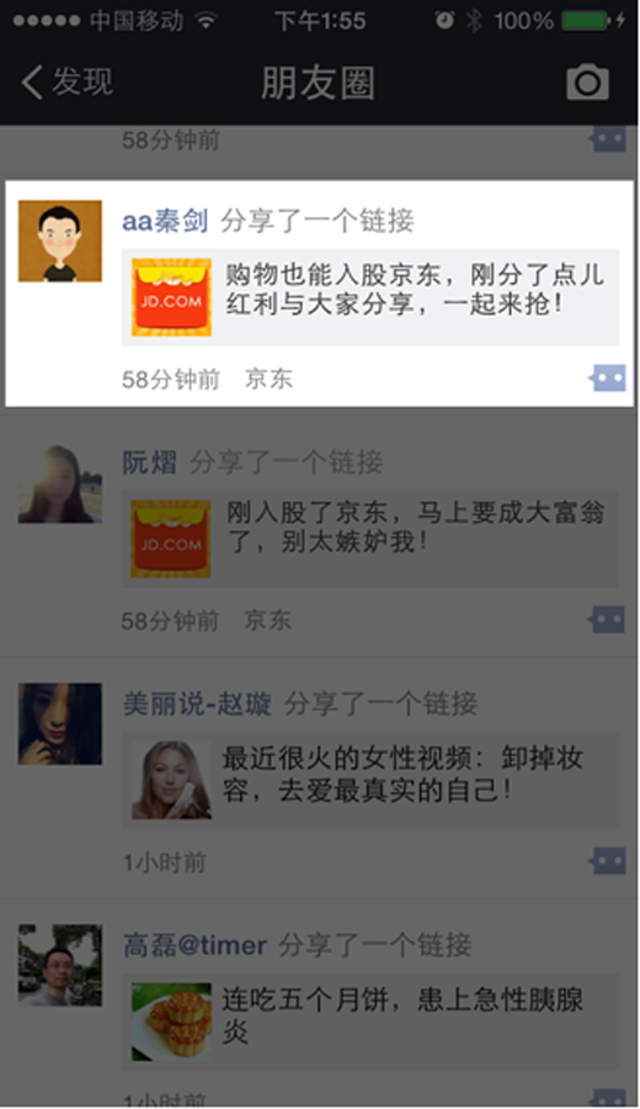 中国移动 下午1:55 100%
发现 朋友圈
58分钟前
aa秦剑 分享了一个链接
JD.COM
购物也能入股京东，刚分了点儿
红利与大家分享，一起来抢！
58分钟前 京东
阮熠 分享了一个链接
JD.COM
刚入股了京东，马上要成大富翁
了，别太嫉妒我！
58分钟前 京东
美丽说-赵璇 分享了一个链接
最近很火的女性视频：卸掉妆
容，去爱最真实的自己！
1小时前
高磊@timer 分享了一个链接
连吃五个月饼，患上急性胰腺
炎
1小时前